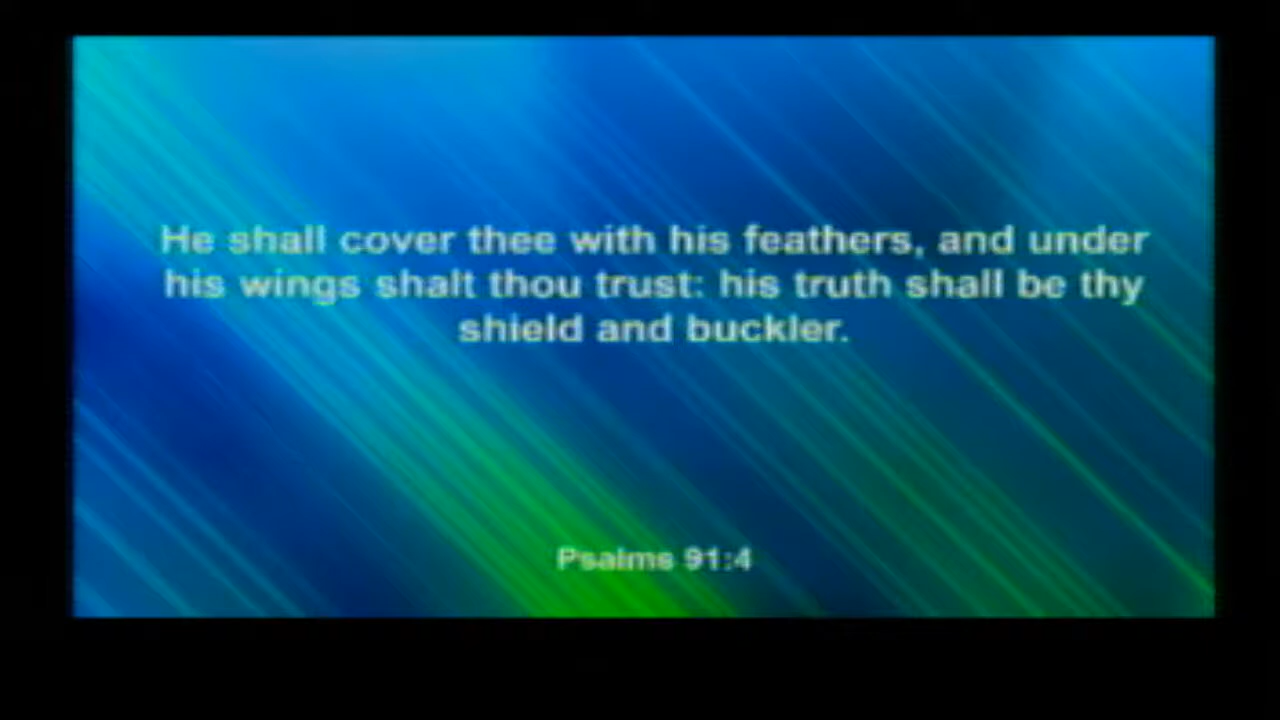 He shall cover thee with his feathers, and under
his wings shalt thou trust: his truth shall be thy
shield and buckler.
Psalms 91:4